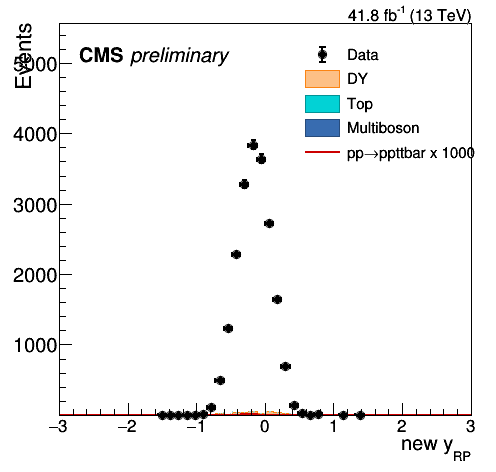 41.8 fb-1 (13 TeV)
Events
CMS preliminary
Data
DY
Top
Multiboson
pp→ppttbar x 1000
5000
4000
3000
2000
1000
−3 −2 −1 0 1 2 3
new yRP